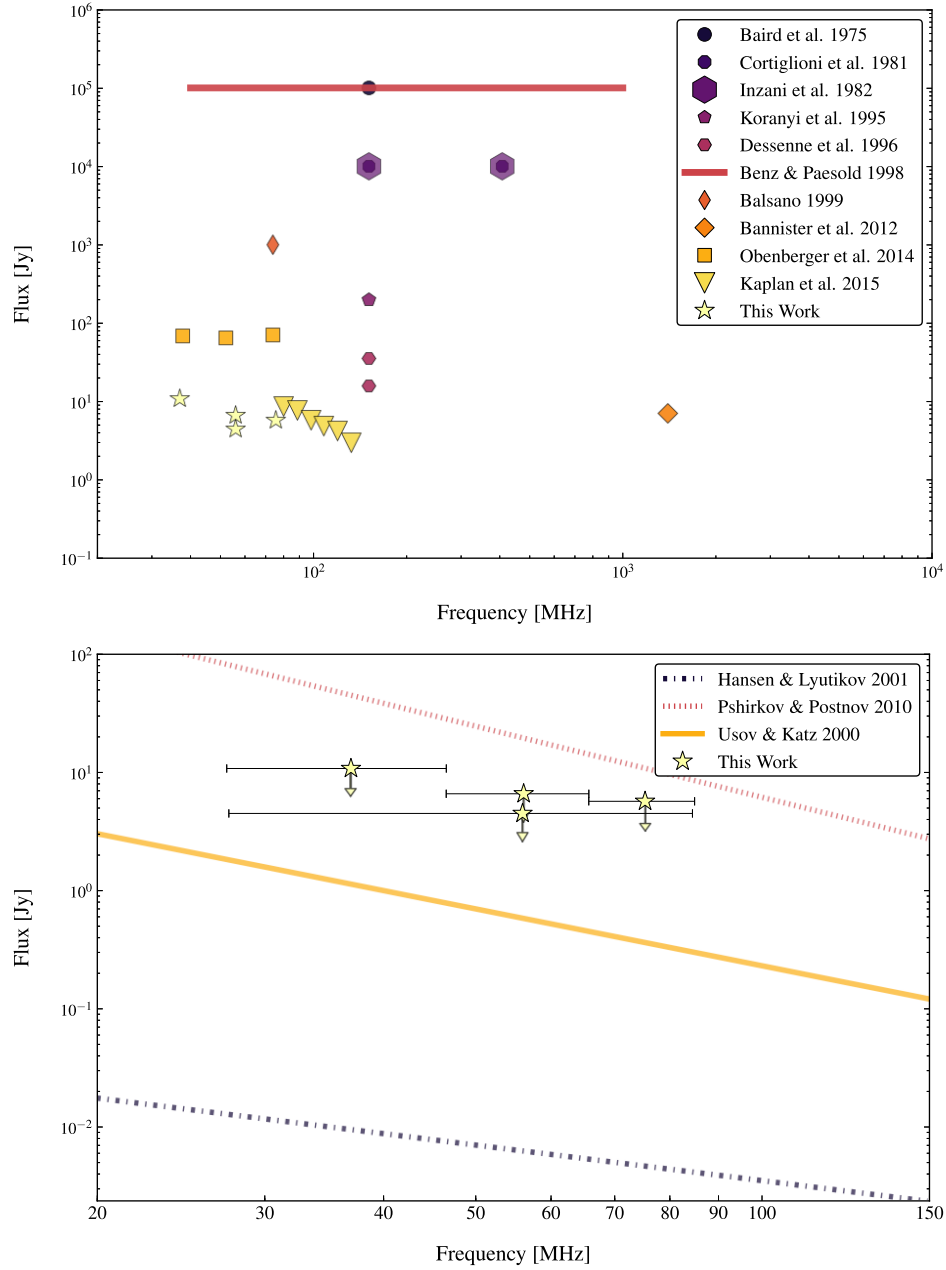 10^6
10^5
10^4
10^3
10^2
10^1
10^0
10^−1
Flux [Jy]
Baird et al. 1975
Cortiglioni et al. 1981
Inzani et al. 1982
Koranyi et al. 1995
Dessenne et al. 1996
Benz & Paesold 1998
Balsano 1999
Bannister et al. 2012
Obenberger et al. 2014
Kaplan et al. 2015
This Work
10^2 10^3 10^4
Frequency [MHz]
10^2
10^1
10^0
10^−1
10^−2
Flux [Jy]
Hansen & Lyutikov 2001
Pshirkov & Postnov 2010
Usov & Katz 2000
This Work
20 30 40 50 60 70 80 90 100 150
Frequency [MHz]